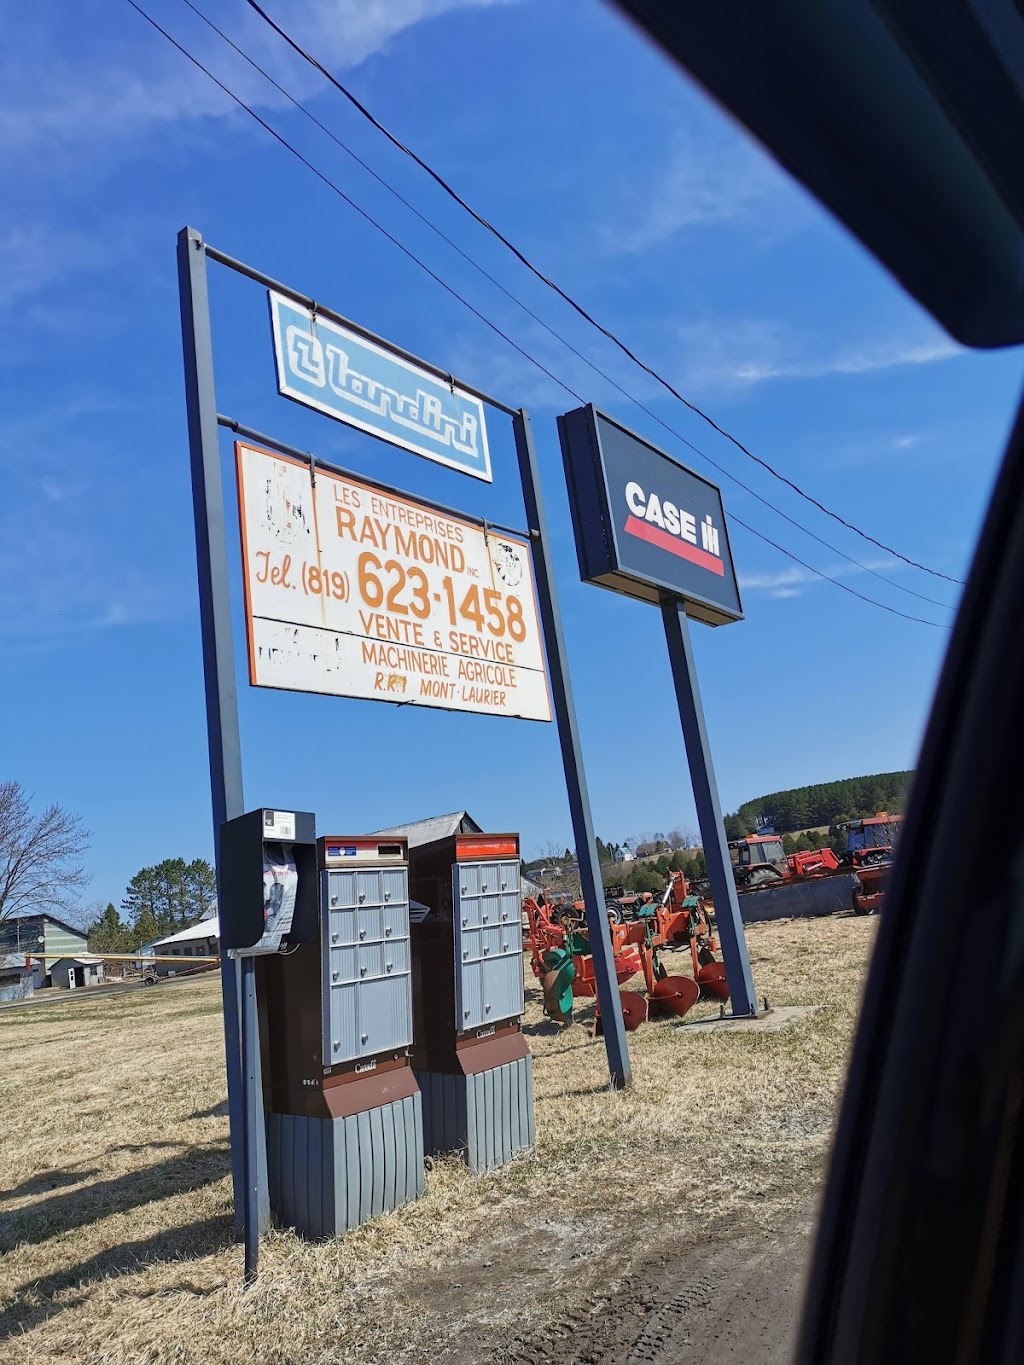 Landini
LES ENTREPRISES
RAYMOND INC.
Tel. (819) 623-1458
VENTE & SERVICE
MACHINERIE AGRICOLE
R.R.1 MONT-LAURIER
CASE IH
Canada
Canada